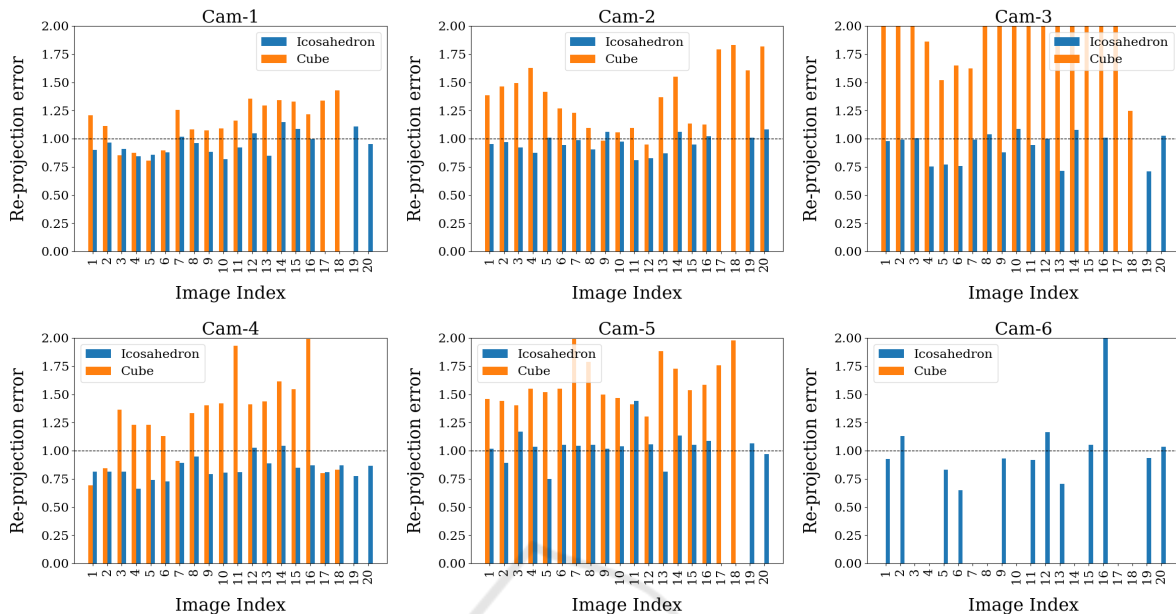 Cam-1
Re-projection error
2.00
1.75
1.50
1.25
1.00
0.75
0.50
0.25
0.00
Icosahedron
Cube
1 2 3 4 5 6 7 8 9 10 11 12 13 14 15 16 17 18 19 20
Image Index
Cam-2
Re-projection error
2.00
1.75
1.50
1.25
1.00
0.75
0.50
0.25
0.00
Icosahedron
Cube
1 2 3 4 5 6 7 8 9 10 11 12 13 14 15 16 17 18 19 20
Image Index
Cam-3
Re-projection error
2.00
1.75
1.50
1.25
1.00
0.75
0.50
0.25
0.00
Icosahedron
Cube
1 2 3 4 5 6 7 8 9 10 11 12 13 14 15 16 17 18 19 20
Image Index
Cam-4
Re-projection error
2.00
1.75
1.50
1.25
1.00
0.75
0.50
0.25
0.00
Icosahedron
Cube
1 2 3 4 5 6 7 8 9 10 11 12 13 14 15 16 17 18 19 20
Image Index
Cam-5
Re-projection error
2.00
1.75
1.50
1.25
1.00
0.75
0.50
0.25
0.00
Icosahedron
Cube
1 2 3 4 5 6 7 8 9 10 11 12 13 14 15 16 17 18 19 20
Image Index
Cam-6
Re-projection error
2.00
1.75
1.50
1.25
1.00
0.75
0.50
0.25
0.00
Icosahedron
Cube
1 2 3 4 5 6 7 8 9 10 11 12 13 14 15 16 17 18 19 20
Image Index